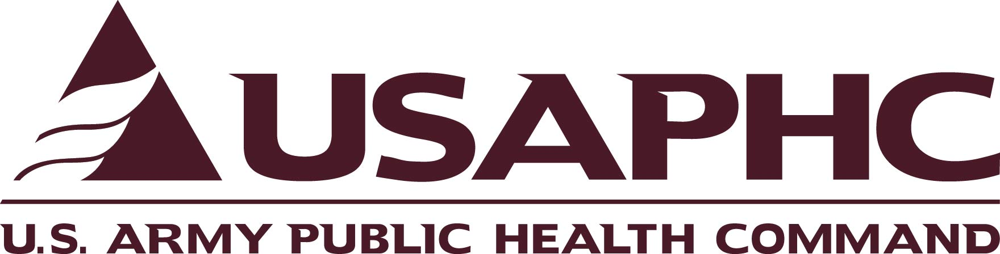 USAPHC
U.S. ARMY PUBLIC HEALTH COMMAND